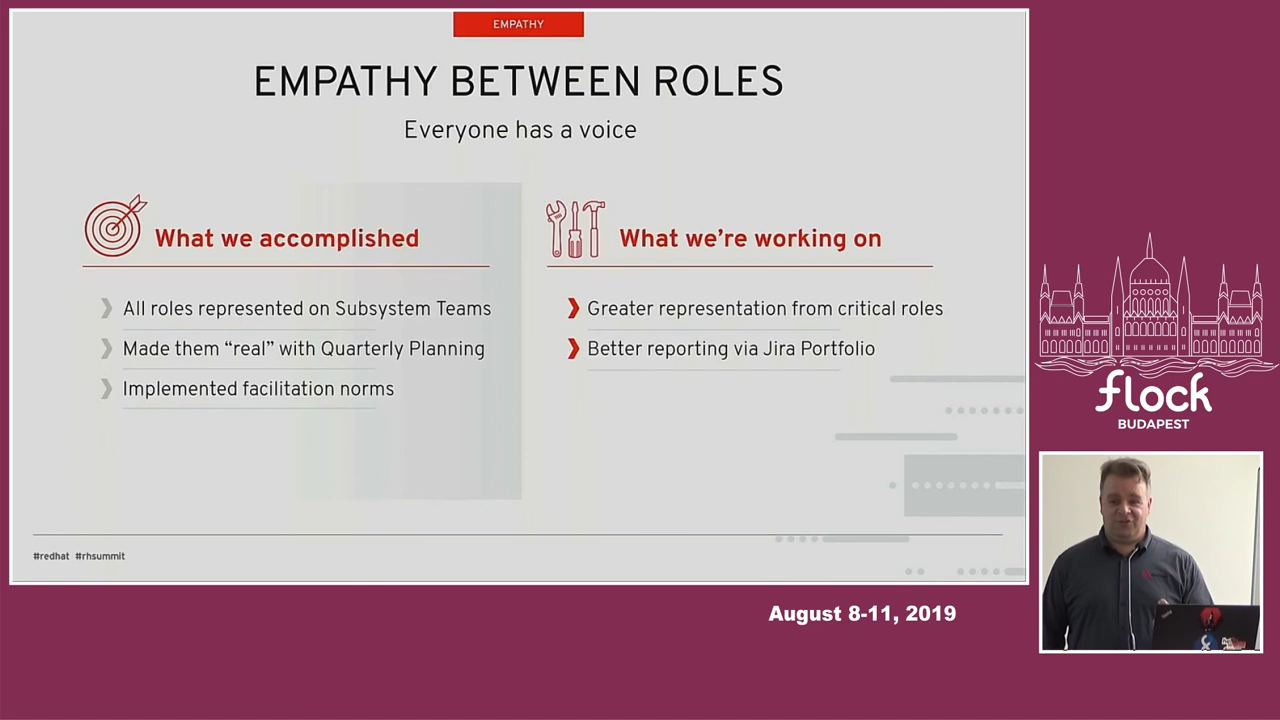 EMPATHY
EMPATHY BETWEEN ROLES
Everyone has a voice
What we accomplished
All roles represented on Subsystem Teams
Made them “real” with Quarterly Planning
Implemented facilitation norms
What we’re working on
Greater representation from critical roles
Better reporting via Jira Portfolio
#redhat #rhsummit
flock
BUDAPEST
August 8-11, 2019